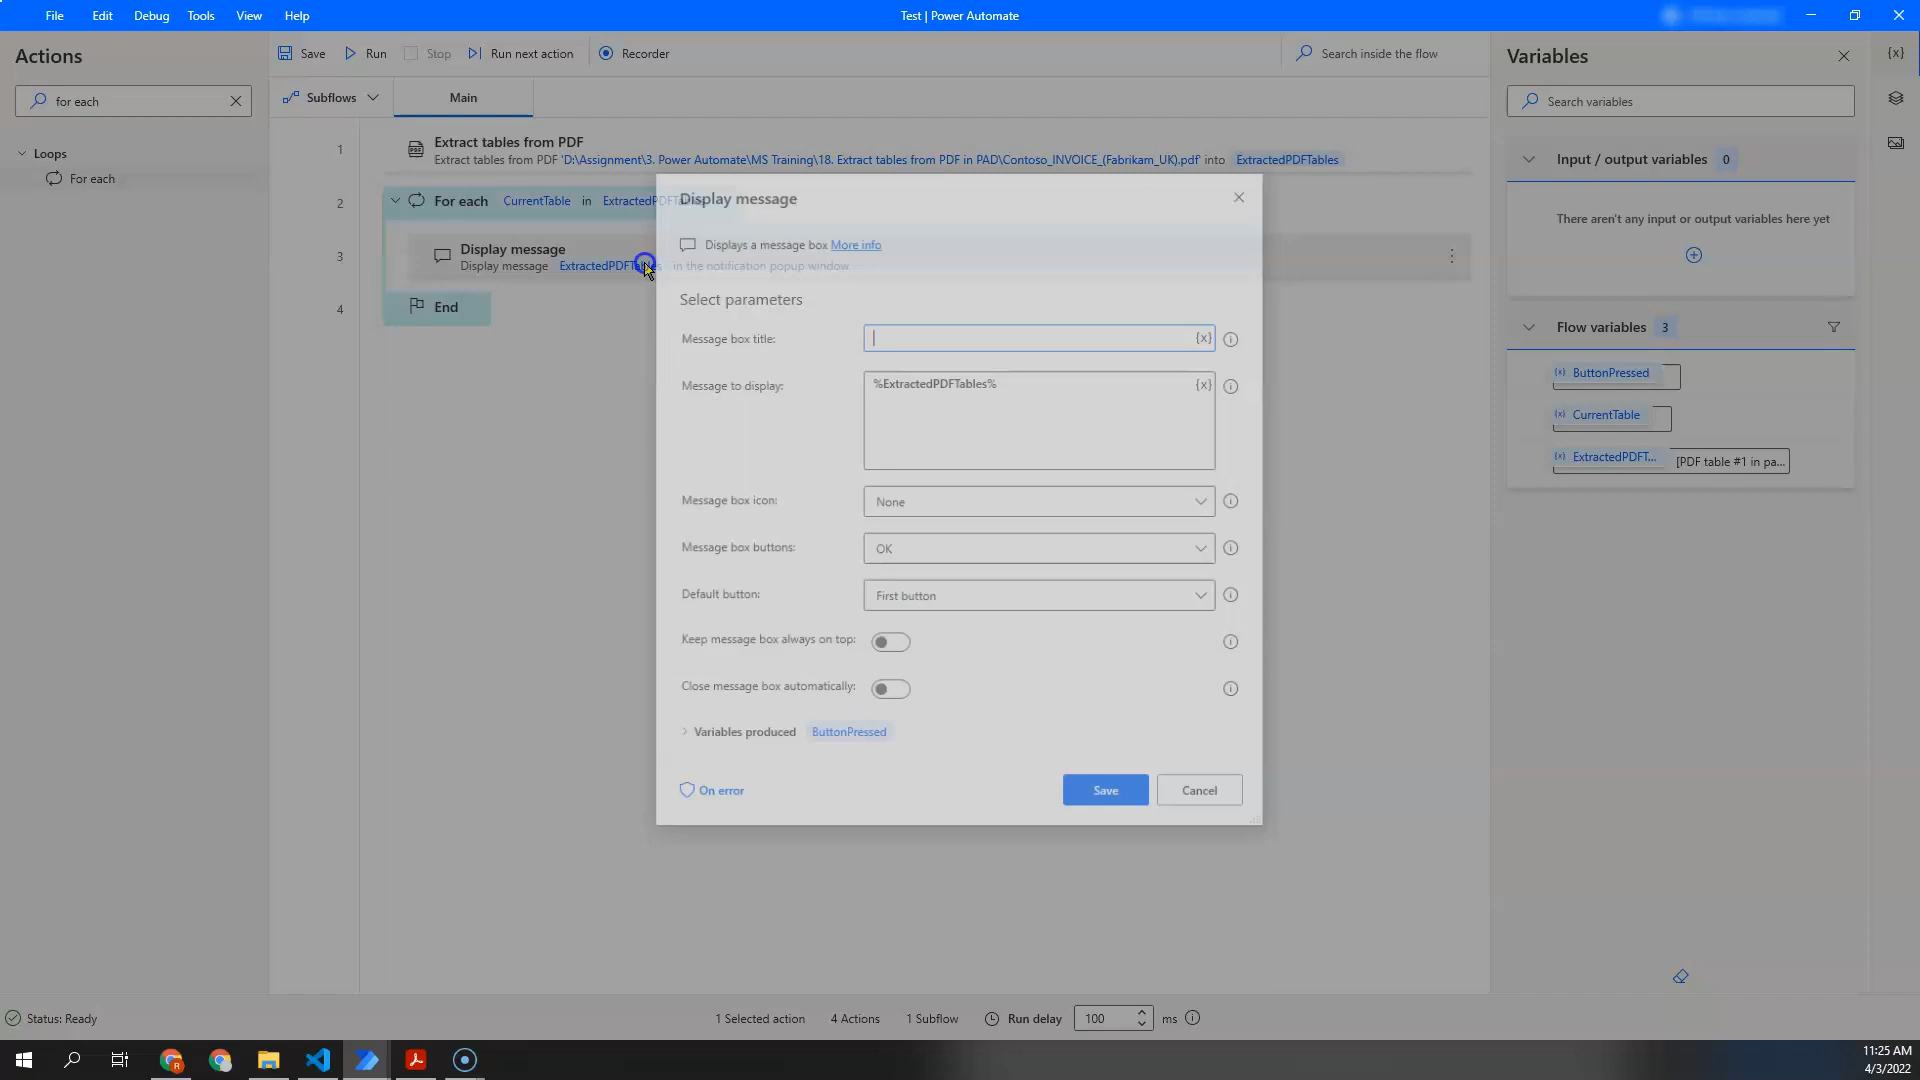 File Edit Debug Tools View Help
Test | Power Automate
Actions
for each
Loops
For each
Save Run Stop Run next action Recorder
Search inside the flow
Subflows
Main
1
Extract tables from PDF
Extract tables from PDF 'D:\Assignment\3. Power Automate\MS Training\18. Extract tables from PDF in PAD\Contoso_INVOICE_(Fabrikam_UK).pdf' into ExtractedPDFTables
2
For each CurrentTable in
3
Display message
Display message in the notification popup window.
4
End
Display message
Displays a message box More info
Select parameters
Message box title: {x}
Message to display: %ExtractedPDFTables% {x}
Message box icon: None
Message box buttons: OK
Default button: First button
Keep message box always on top:
Close message box automatically:
Variables produced ButtonPressed
On error
Save Cancel
Variables
{x}
Search variables
Input / output variables 0
There aren't any input or output variables here yet
Flow variables 3
(x) ButtonPressed
(x) CurrentTable
(x) ExtractedPDFT... [PDF table #1 in pa...
Status: Ready
1 Selected action 4 Actions 1 Subflow Run delay 100 ms
11:25 AM
4/3/2022